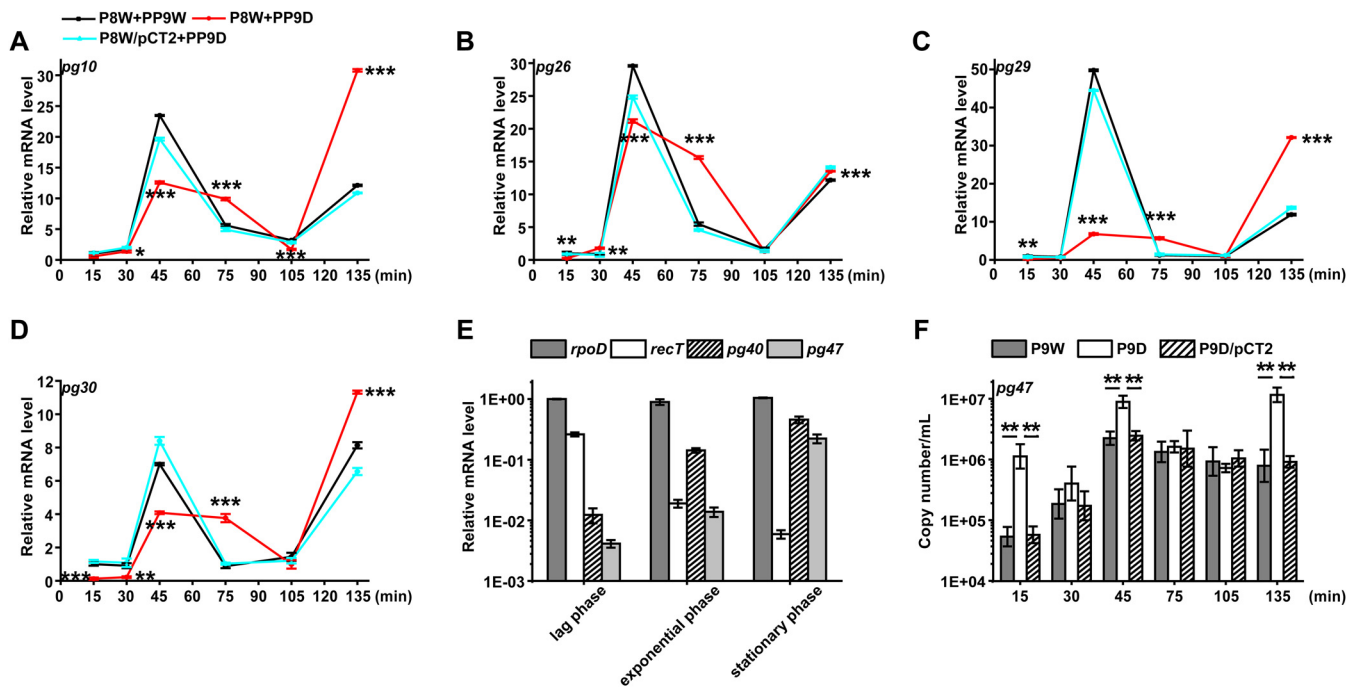 P8W+PP9W P8W+PP9D
P8W/pCT2+PP9D
A
pg10
Relative mRNA level
30
25
20
15
10
5
0
***
***
***
*
***
0 15 30 45 60 75 90 105 120 135 (min)
B
pg26
Relative mRNA level
30
25
20
15
10
5
0
**
**
***
***
***
0 15 30 45 60 75 90 105 120 135 (min)
C
pg29
Relative mRNA level
50
40
30
20
10
0
**
***
***
***
0 15 30 45 60 75 90 105 120 135 (min)
D
pg30
Relative mRNA level
12
10
8
6
4
2
0
***
**
***
***
***
0 15 30 45 60 75 90 105 120 135 (min)
E
rpoD recT pg40 pg47
Relative mRNA level
1E+00
1E-01
1E-02
1E-03
lag phase
exponential phase
stationary phase
F
P9W P9D P9D/pCT2
pg47
Copy number/mL
1E+07
1E+06
1E+05
1E+04
** **
** **
** **
15 30 45 75 105 135 (min)